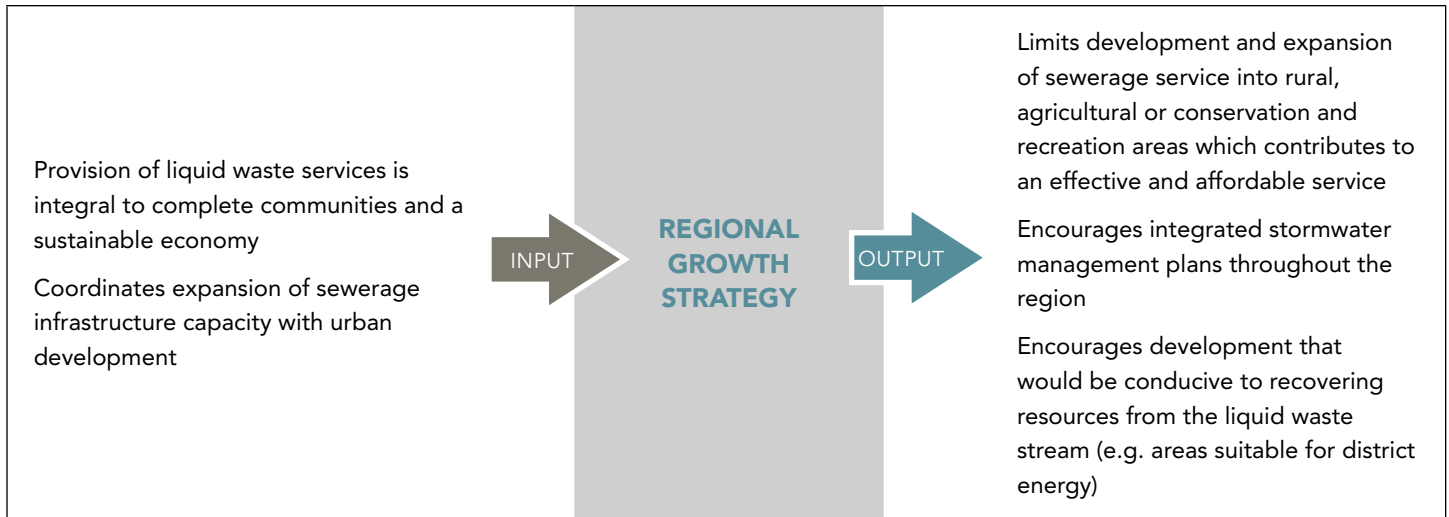 Provision of liquid waste services is
integral to complete communities and a
sustainable economy
Coordinates expansion of sewerage
infrastructure capacity with urban
development
INPUT
REGIONAL
GROWTH
STRATEGY
OUTPUT
Limits development and expansion
of sewerage service into rural,
agricultural or conservation and
recreation areas which contributes to
an effective and affordable service
Encourages integrated stormwater
management plans throughout the
region
Encourages development that
would be conducive to recovering
resources from the liquid waste
stream (e.g. areas suitable for district
energy)